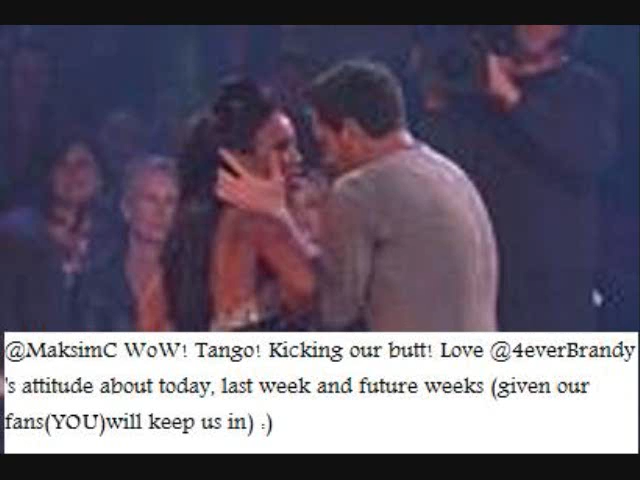 @MaksimC WoW! Tango! Kicking our butt! Love @4everBrandy
's attitude about today, last week and future weeks (given our
fans(YOU)will keep us in) :)